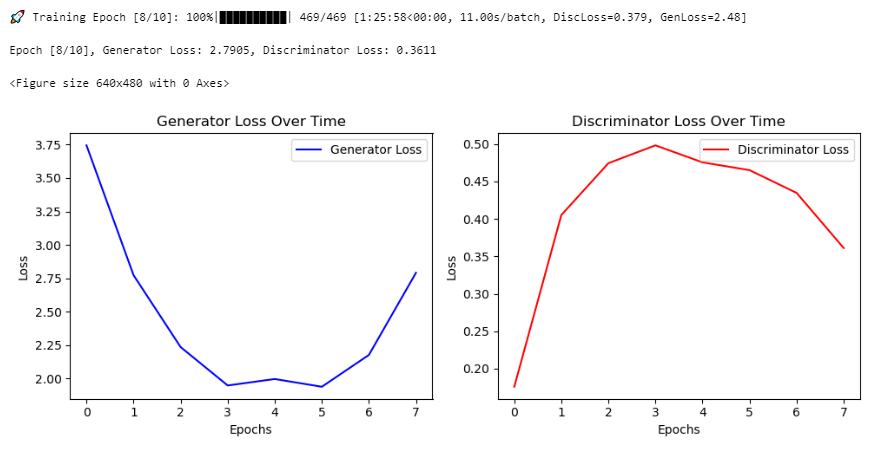 🚀 Training Epoch [8/10]: 100%|██████████| 469/469 [1:25:58<00:00, 11.00s/batch, DiscLoss=0.379, GenLoss=2.48]
Epoch [8/10], Generator Loss: 2.7905, Discriminator Loss: 0.3611
<Figure size 640x480 with 0 Axes>
Generator Loss Over Time
Generator Loss
3.75
3.50
3.25
3.00
2.75
2.50
2.25
2.00
Loss
0 1 2 3 4 5 6 7
Epochs
Discriminator Loss Over Time
Discriminator Loss
0.50
0.45
0.40
0.35
0.30
0.25
0.20
Loss
0 1 2 3 4 5 6 7
Epochs